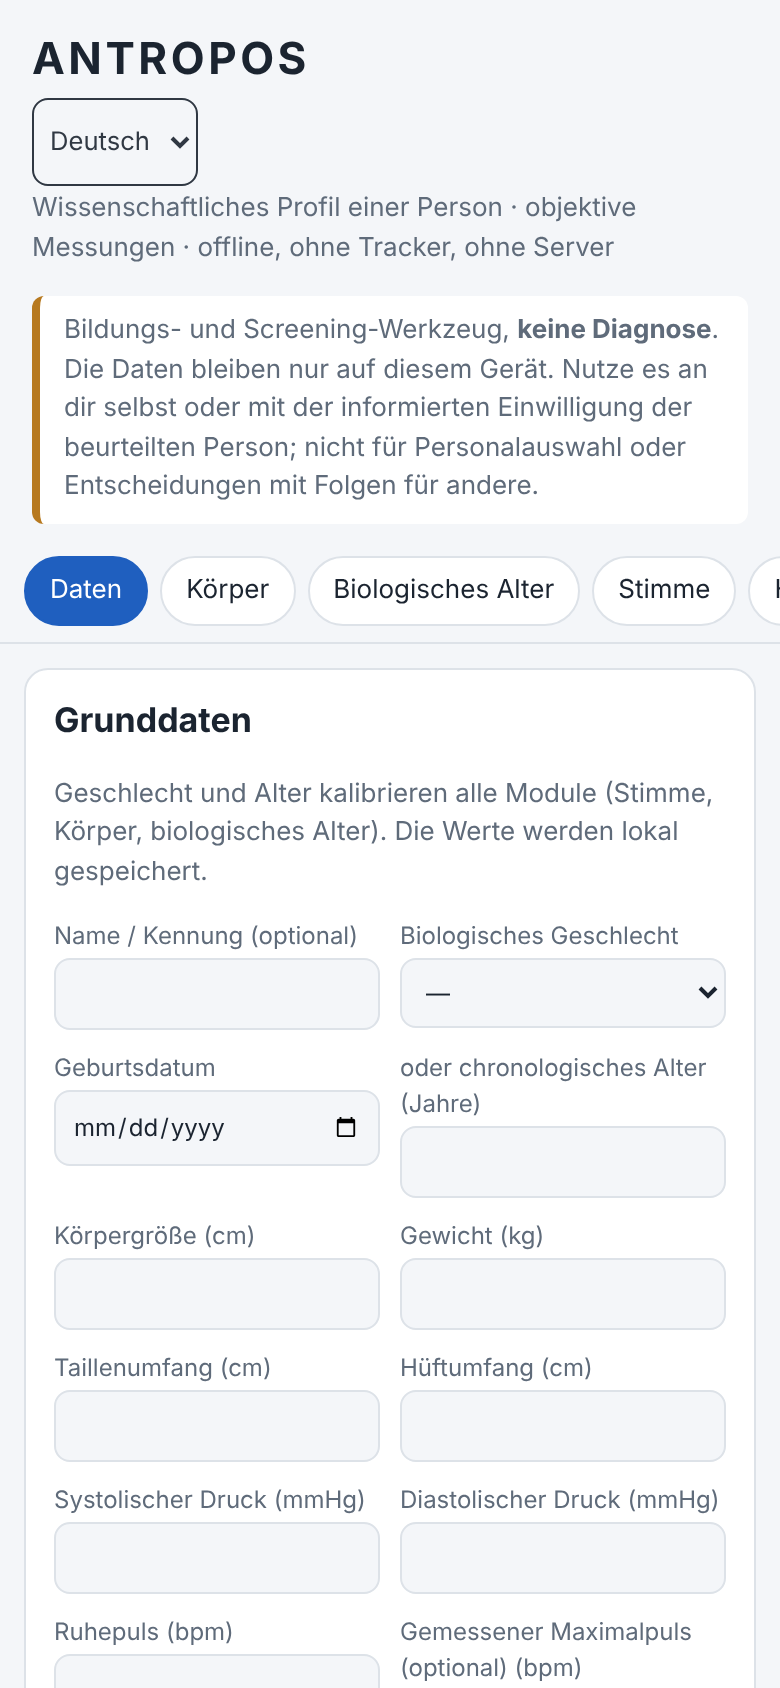 ANTROPOS
Deutsch
Wissenschaftliches Profil einer Person · objektive
Messungen · offline, ohne Tracker, ohne Server
Bildungs- und Screening-Werkzeug, keine Diagnose.
Die Daten bleiben nur auf diesem Gerät. Nutze es an
dir selbst oder mit der informierten Einwilligung der
beurteilten Person; nicht für Personalauswahl oder
Entscheidungen mit Folgen für andere.
Daten Körper Biologisches Alter Stimme
Grunddaten
Geschlecht und Alter kalibrieren alle Module (Stimme,
Körper, biologisches Alter). Die Werte werden lokal
gespeichert.
Name / Kennung (optional)
Biologisches Geschlecht
—
Geburtsdatum
mm/dd/yyyy
oder chronologisches Alter
(Jahre)
Körpergröße (cm)
Gewicht (kg)
Taillenumfang (cm)
Hüftumfang (cm)
Systolischer Druck (mmHg)
Diastolischer Druck (mmHg)
Ruhepuls (bpm)
Gemessener Maximalpuls
(optional) (bpm)